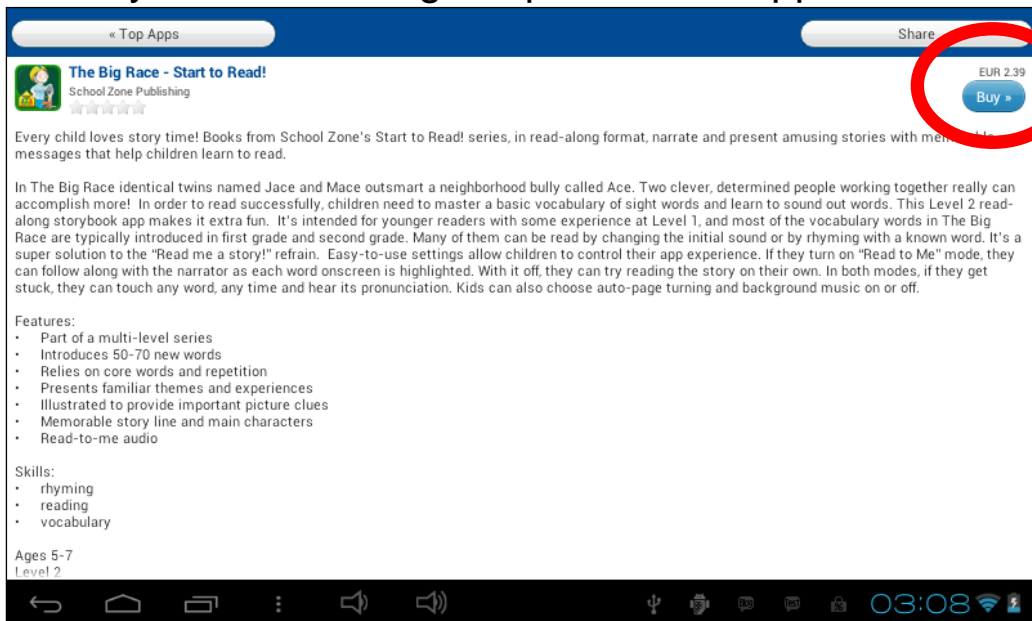 « Top Apps
Share
The Big Race - Start to Read!
School Zone Publishing
EUR 2.39
Buy »
Every child loves story time! Books from School Zone's Start to Read! series, in read-along format, narrate and present amusing stories with
messages that help children learn to read.
In The Big Race identical twins named Jace and Mace outsmart a neighborhood bully called Ace. Two clever, determined people working together really can
accomplish more!  In order to read successfully, children need to master a basic vocabulary of sight words and learn to sound out words. This Level 2 read-
along storybook app makes it extra fun.  It's intended for younger readers with some experience at Level 1, and most of the vocabulary words in The Big
Race are typically introduced in first grade and second grade. Many of them can be read by changing the initial sound or by rhyming with a known word. It's a
super solution to the "Read me a story!" refrain.  Easy-to-use settings allow children to control their app experience. If they turn on "Read to Me" mode, they
can follow along with the narrator as each word onscreen is highlighted. With it off, they can try reading the story on their own. In both modes, if they get
stuck, they can touch any word, any time and hear its pronunciation. Kids can also choose auto-page turning and background music on or off.
Features:
• Part of a multi-level series
• Introduces 50-70 new words
• Relies on core words and repetition
• Presents familiar themes and experiences
• Illustrated to provide important picture clues
• Memorable story line and main characters
• Read-to-me audio
Skills:
• rhyming
• reading
• vocabulary
Ages 5-7
Level 2
03:08